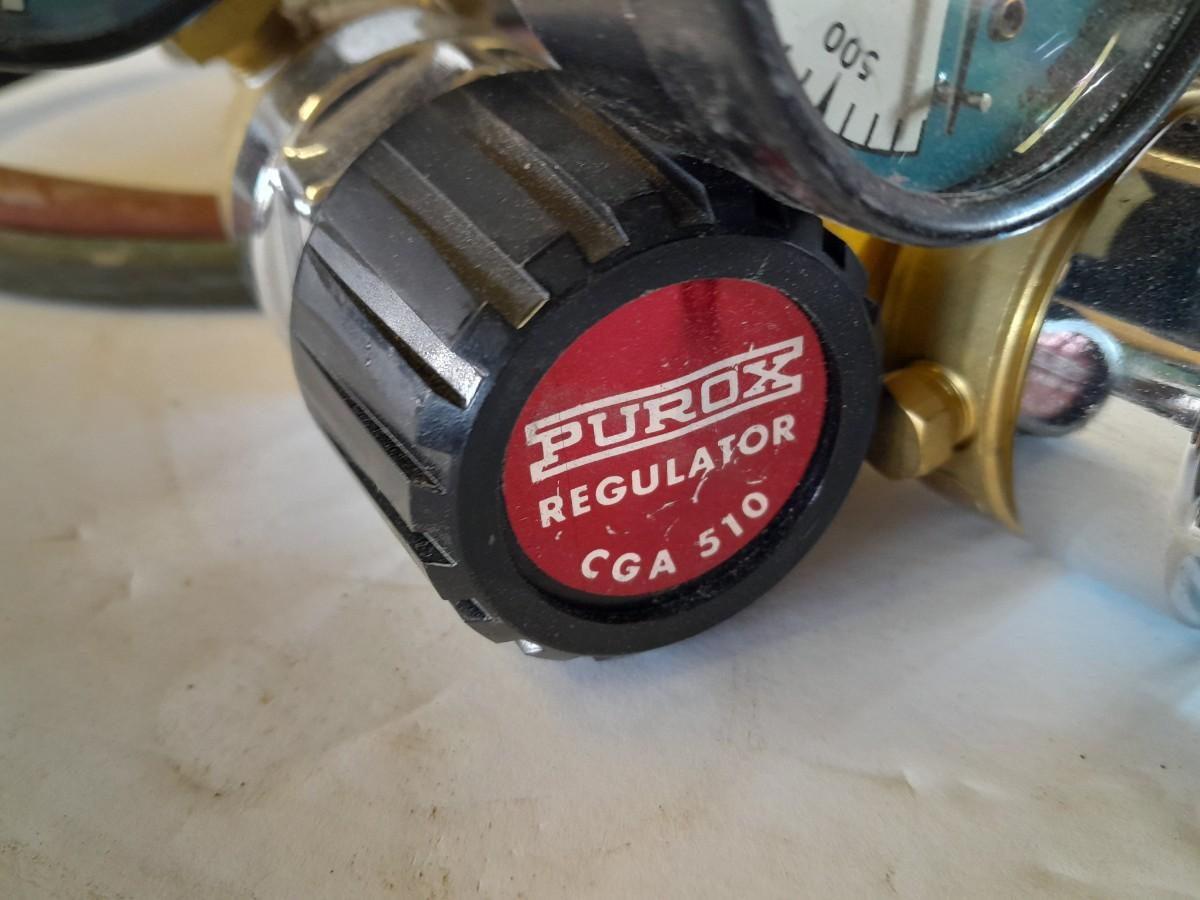 500
PUROX
REGULATOR
CGA 510